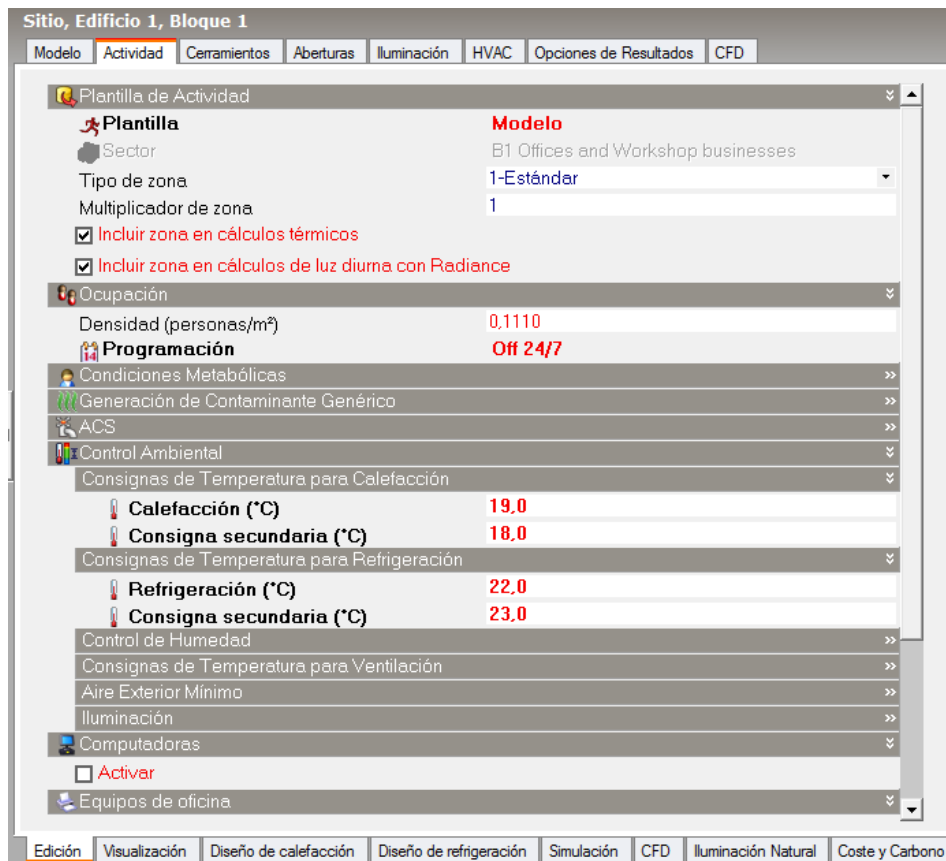 Sitio, Edificio 1, Bloque 1
Modelo Actividad Cerramientos Aberturas Iluminación HVAC Opciones de Resultados CFD
Plantilla de Actividad
Plantilla Modelo
Sector B1 Offices and Workshop businesses
Tipo de zona 1-Estándar
Multiplicador de zona 1
Incluir zona en cálculos térmicos
Incluir zona en cálculos de luz diurna con Radiance
Ocupación
Densidad (personas/m²) 0,1110
14 Programación Off 24/7
Condiciones Metabólicas
Generación de Contaminante Genérico
ACS
Control Ambiental
Consignas de Temperatura para Calefacción
Calefacción (°C) 19,0
Consigna secundaria (°C) 18,0
Consignas de Temperatura para Refrigeración
Refrigeración (°C) 22,0
Consigna secundaria (°C) 23,0
Control de Humedad
Consignas de Temperatura para Ventilación
Aire Exterior Mínimo
Iluminación
Computadoras
Activar
Equipos de oficina
Edición Visualización Diseño de calefacción Diseño de refrigeración Simulación CFD Iluminación Natural Coste y Carbono